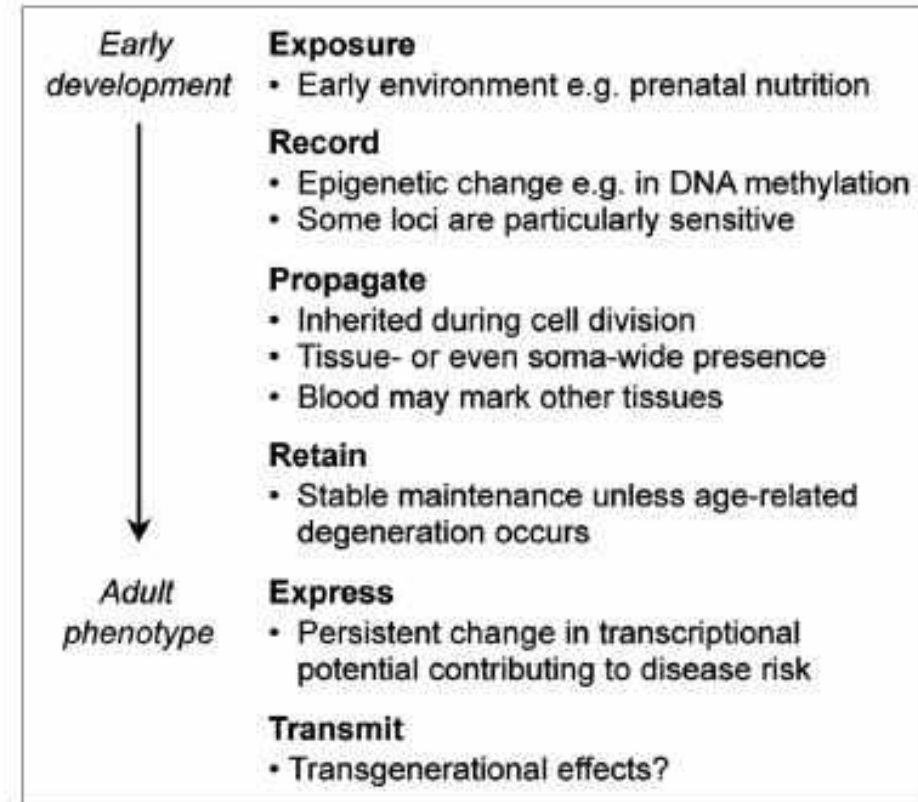 Early
development
Exposure
• Early environment e.g. prenatal nutrition
Record
• Epigenetic change e.g. in DNA methylation
• Some loci are particularly sensitive
Propagate
• Inherited during cell division
• Tissue- or even soma-wide presence
• Blood may mark other tissues
Retain
• Stable maintenance unless age-related
degeneration occurs
Adult
phenotype
Express
• Persistent change in transcriptional
potential contributing to disease risk
Transmit
• Transgenerational effects?